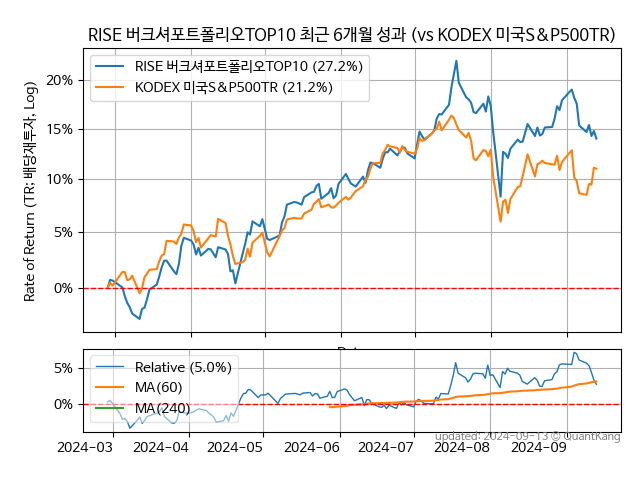 RISE 버크셔포트폴리오TOP10 최근 6개월 성과 (vs KODEX 미국S&P500TR)
RISE 버크셔포트폴리오TOP10 (27.2%)
KODEX 미국S&P500TR (21.2%)
Rate of Return (TR: 배당재투자, Log)
20%
15%
10%
5%
0%
Relative (5.0%)
MA(60)
MA(240)
5%
0%
2024-03 2024-04 2024-05 2024-06 2024-07 2024-08 2024-09
updated: 2024-09-13 © QuantKang